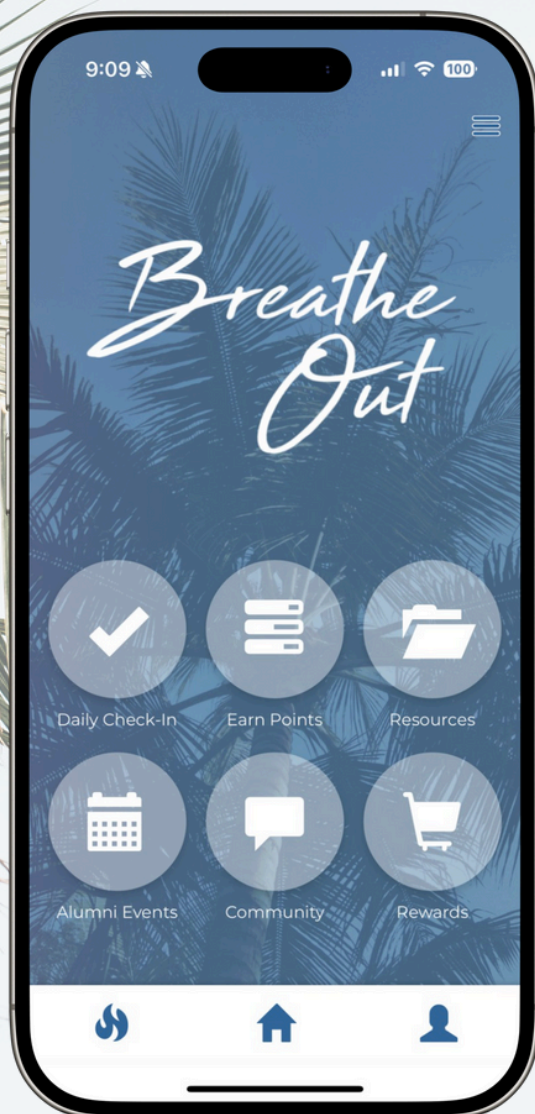 9:09
100
Breathe
Out
Daily Check-In
Earn Points
Resources
Alumni Events
Community
Rewards